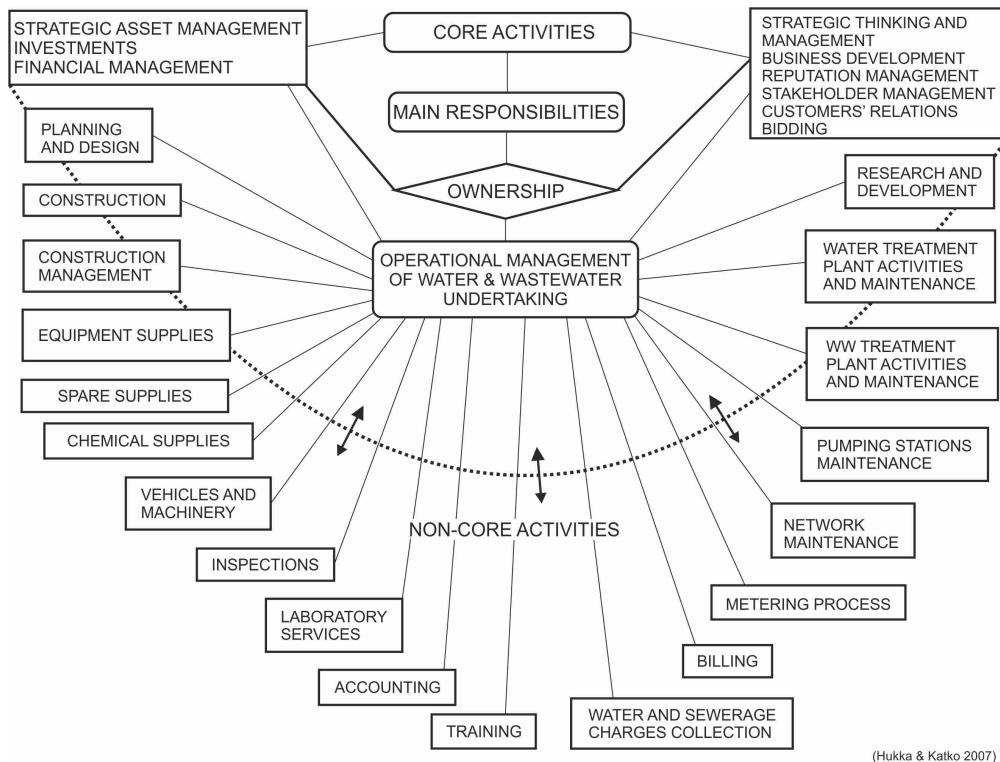 STRATEGIC ASSET MANAGEMENT
INVESTMENTS
FINANCIAL MANAGEMENT
CORE ACTIVITIES
STRATEGIC THINKING AND
MANAGEMENT
BUSINESS DEVELOPMENT
REPUTATION MANAGEMENT
STAKEHOLDER MANAGEMENT
CUSTOMERS' RELATIONS
BIDDING
MAIN RESPONSIBILITIES
OWNERSHIP
OPERATIONAL MANAGEMENT
OF WATER & WASTEWATER
UNDERTAKING
PLANNING
AND DESIGN
CONSTRUCTION
CONSTRUCTION
MANAGEMENT
EQUIPMENT SUPPLIES
SPARE SUPPLIES
CHEMICAL SUPPLIES
VEHICLES AND
MACHINERY
INSPECTIONS
LABORATORY
SERVICES
ACCOUNTING
TRAINING
WATER AND SEWERAGE
CHARGES COLLECTION
BILLING
METERING PROCESS
NETWORK
MAINTENANCE
PUMPING STATIONS
MAINTENANCE
WW TREATMENT
PLANT ACTIVITIES
AND MAINTENANCE
WATER TREATMENT
PLANT ACTIVITIES
AND MAINTENANCE
RESEARCH AND
DEVELOPMENT
NON-CORE ACTIVITIES
(Hukka & Katko 2007)